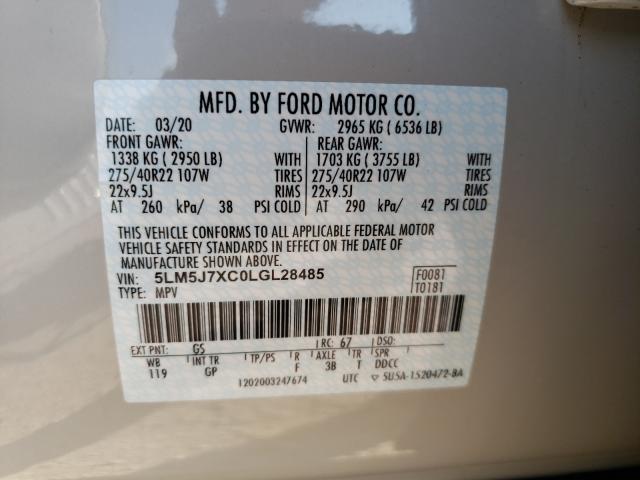 MFD. BY FORD MOTOR CO.
DATE: 03/20 GVWR: 2965 KG ( 6536 LB)
FRONT GAWR: REAR GAWR:
1338 KG ( 2950 LB) WITH 1703 KG ( 3755 LB) WITH
275/40R22 107W TIRES 275/40R22 107W TIRES
22x9.5J RIMS 22x9.5J RIMS
AT 260 kPa/ 38 PSI COLD AT 290 kPa/ 42 PSI COLD
THIS VEHICLE CONFORMS TO ALL APPLICABLE FEDERAL MOTOR
VEHICLE SAFETY STANDARDS IN EFFECT ON THE DATE OF
MANUFACTURE SHOWN ABOVE.
VIN: 5LM5J7XC0LGL28485 F0081
TYPE: MPV T0181
EXT PNT: GS RC: 67 DSO:
WB INT TR TP/PS R AXLE TR SPR
119 GP F 3B T DDCC
1202003247674 UTC ▽ 5U5A-1520472-BA